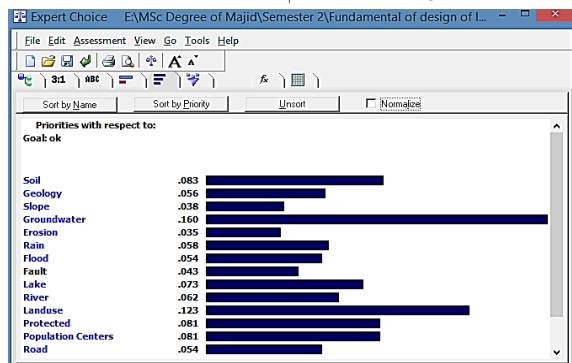 Expert Choice E:\MSc Degree of Majid\Semester 2\Fundamental of design of l...
File Edit Assessment View Go Tools Help
3:1 ABC fx
Sort by Name Sort by Priority Unsort Normalize
Priorities with respect to:
Goal: ok
Soil .083
Geology .056
Slope .038
Groundwater .160
Erosion .035
Rain .058
Flood .054
Fault .043
Lake .073
River .062
Landuse .123
Protected .081
Population Centers .081
Road .054